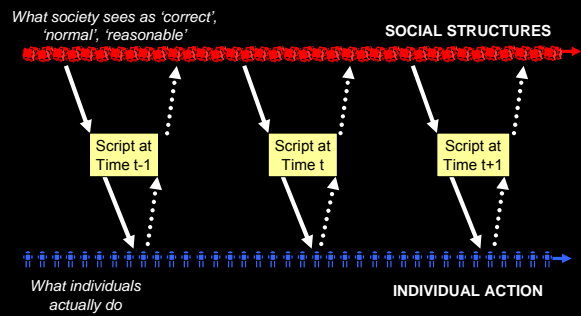 What society sees as ‘correct’,
‘normal’, ‘reasonable’
SOCIAL STRUCTURES
Script at
Time t-1
Script at
Time t
Script at
Time t+1
What individuals
actually do
INDIVIDUAL ACTION